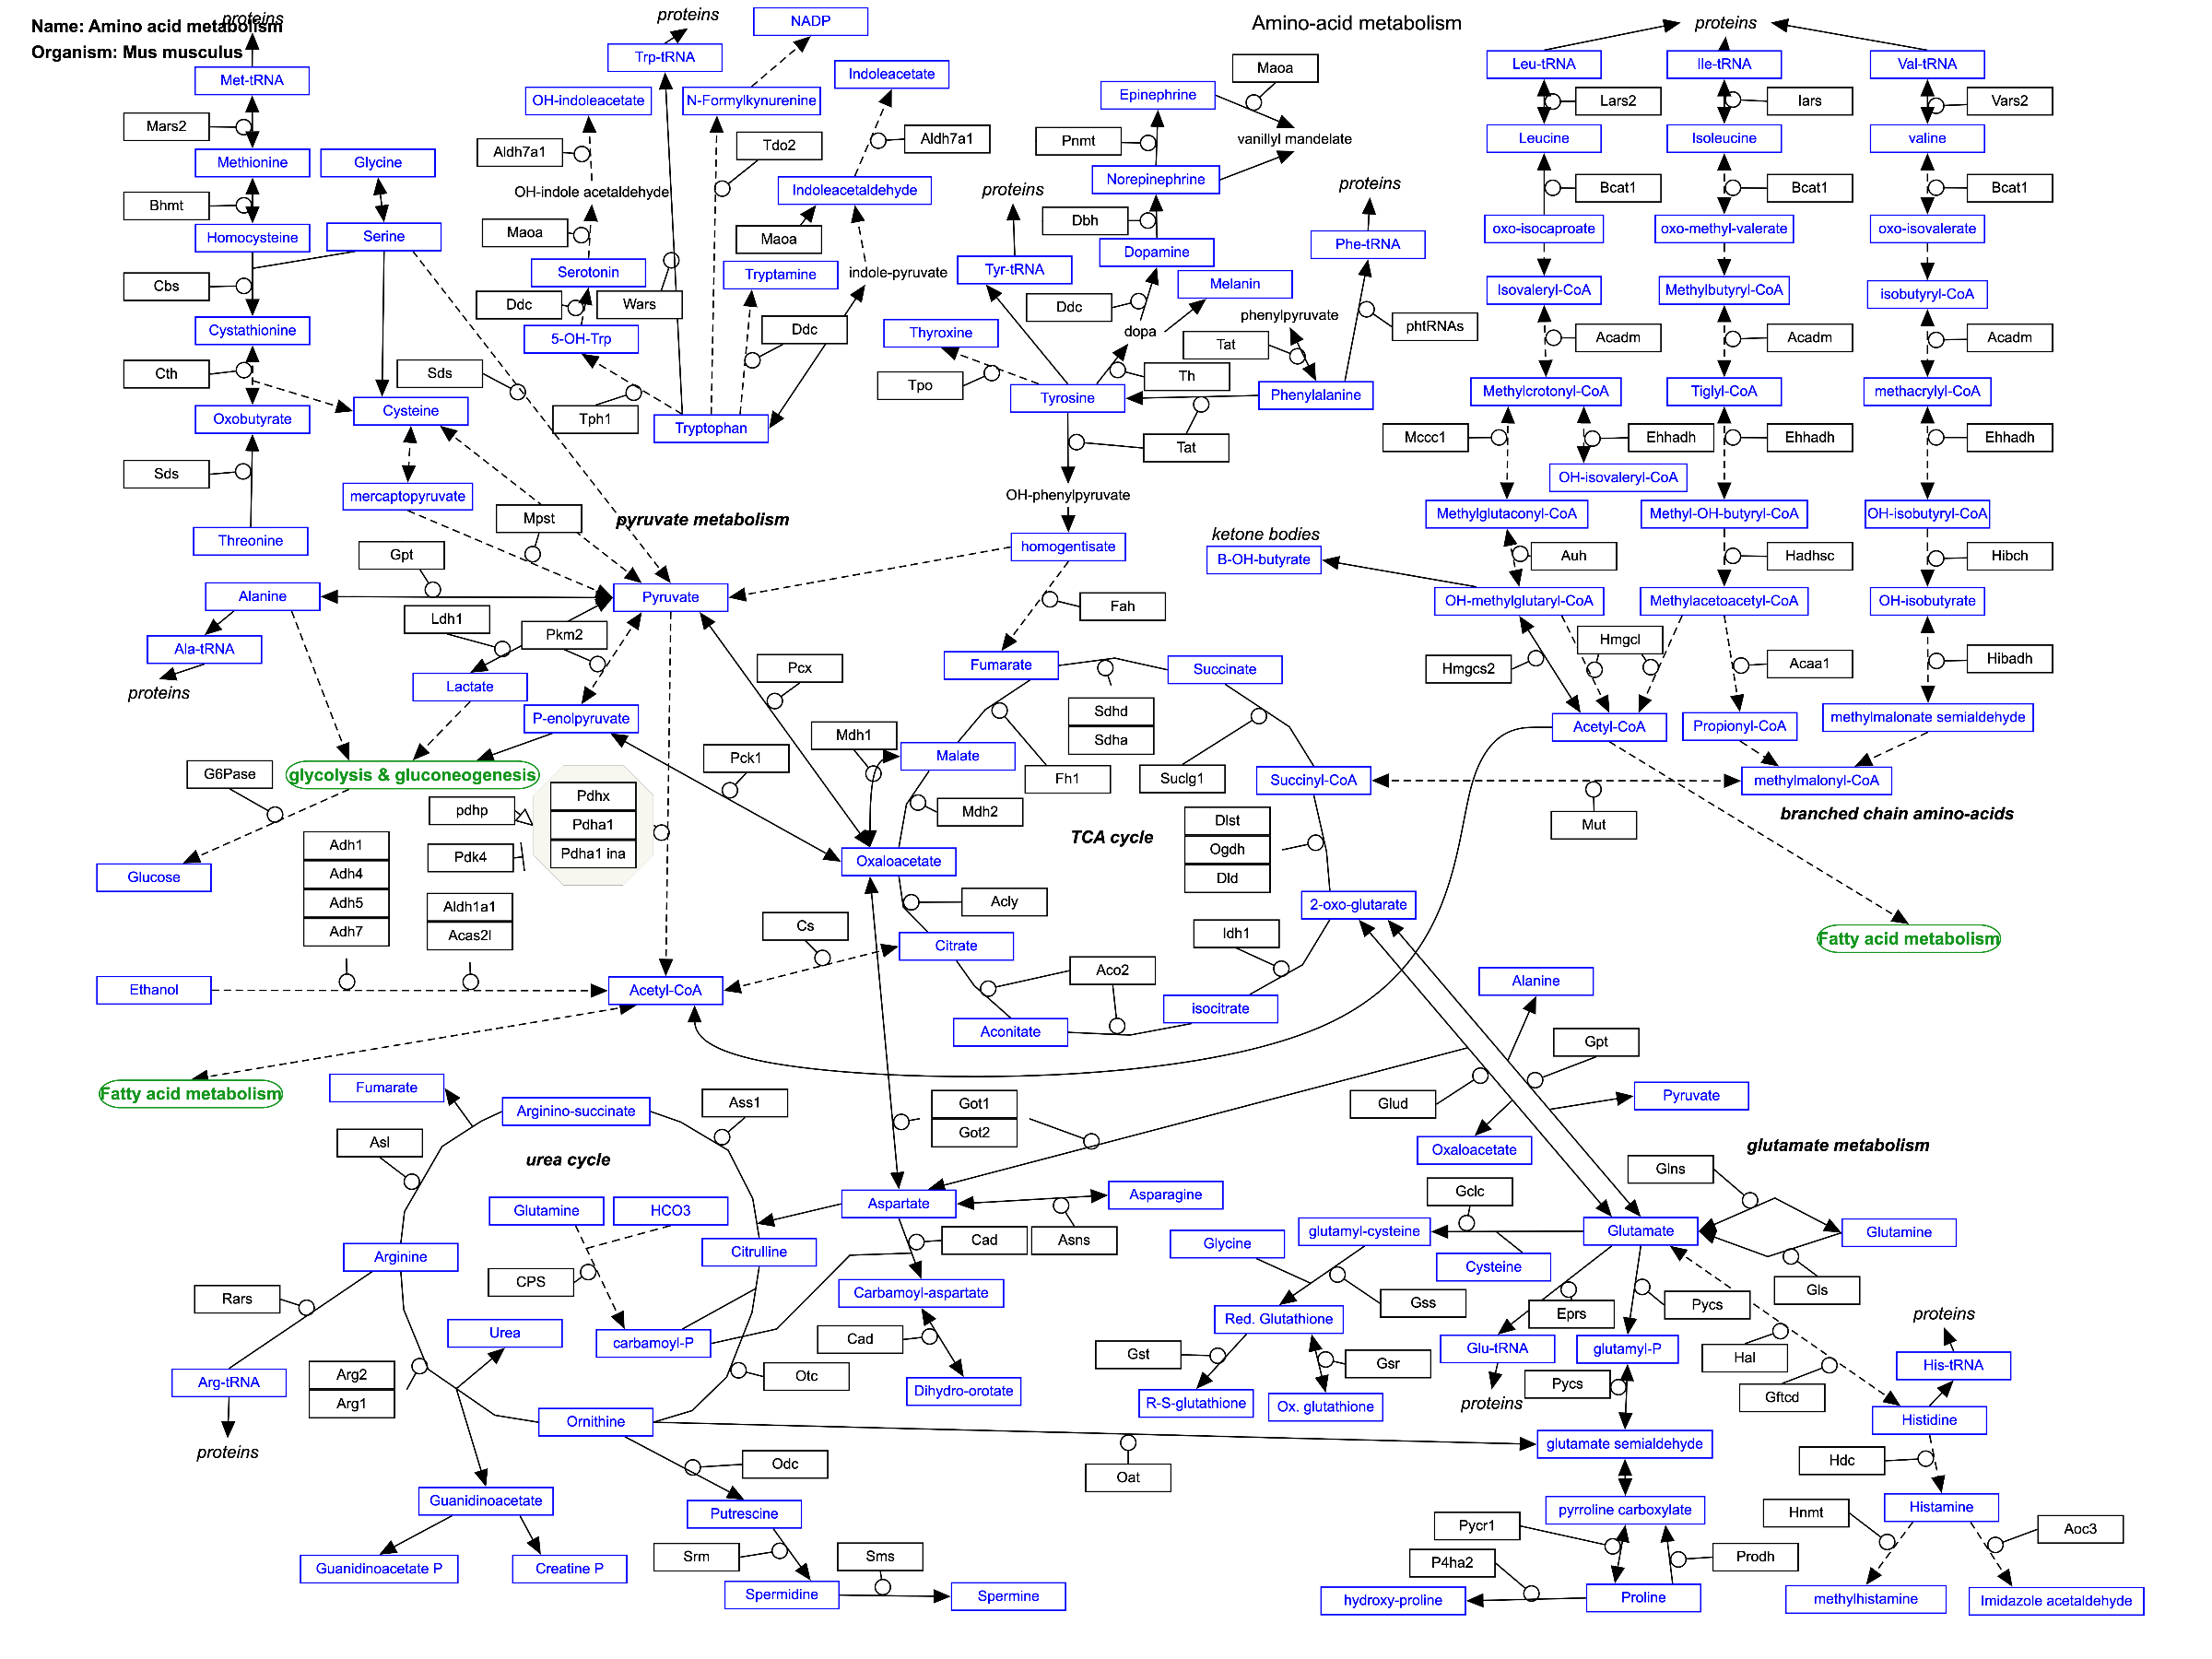 Name: Amino acid metabolism
Organism: Mus musculus
Amino-acid metabolism
proteins
Met-tRNA
Mars2
Methionine
Glycine
Bhmt
Homocysteine
Serine
Cbs
Cystathionine
Cth
Sds
Oxobutyrate
Cysteine
Sds
mercaptopyruvate
Threonine
Mpst
pyruvate metabolism
Gpt
Alanine
Pyruvate
Ala-tRNA
proteins
Ldh1
Pkm2
Lactate
P-enolpyruvate
glycolysis & gluconeogenesis
G6Pase
Glucose
proteins
Trp-tRNA
NADP
OH-indoleacetate
N-Formylkynurenine
Indoleacetate
Aldh7a1
Tdo2
Aldh7a1
OH-indole acetaldehyde
Indoleacetaldehyde
Maoa
Maoa
Serotonin
Tryptamine
indole-pyruvate
Ddc
Wars
Ddc
5-OH-Trp
Tph1
Tryptophan
Maoa
Epinephrine
Pnmt
vanillyl mandelate
Norepinephrine
proteins
proteins
Dbh
Dopamine
Phe-tRNA
Tyr-tRNA
Melanin
Ddc
dopa
phenylpyruvate
phtRNAs
Thyroxine
Tat
Tpo
Th
Tyrosine
Phenylalanine
Tat
OH-phenylpyruvate
homogentisate
Fah
ketone bodies
B-OH-butyrate
proteins
Leu-tRNA
Ile-tRNA
Val-tRNA
Lars2
Iars
Vars2
Leucine
Isoleucine
valine
Bcat1
Bcat1
Bcat1
oxo-isocaproate
oxo-methyl-valerate
oxo-isovalerate
Isovaleryl-CoA
Methylbutyryl-CoA
isobutyryl-CoA
Acadm
Acadm
Acadm
Methylcrotonyl-CoA
Tiglyl-CoA
methacrylyl-CoA
Mccc1
Ehhadh
Ehhadh
Ehhadh
OH-isovaleryl-CoA
Methylglutaconyl-CoA
Methyl-OH-butyryl-CoA
OH-isobutyryl-CoA
Auh
Hadhsc
Hibch
OH-methylglutaryl-CoA
Methylacetoacetyl-CoA
OH-isobutyrate
Hmgcl
Hmgcs2
Acaa1
Hibadh
Acetyl-CoA
Propionyl-CoA
methylmalonate semialdehyde
methylmalonyl-CoA
Mut
branched chain amino-acids
Fatty acid metabolism
Pcx
Pck1
Mdh1
Fumarate
Succinate
Sdhd
Sdha
Malate
Fh1
Suclg1
Succinyl-CoA
Mdh2
TCA cycle
Dlst
Ogdh
Dld
Oxaloacetate
2-oxo-glutarate
Acly
Idh1
Cs
Citrate
Aco2
isocitrate
Aconitate
pdhp
Pdk4
Pdhx
Pdha1
Pdha1 ina
Adh1
Adh4
Adh5
Adh7
Aldh1a1
Acas2l
Ethanol
Acetyl-CoA
Fatty acid metabolism
Fumarate
Arginino-succinate
Ass1
Asl
urea cycle
Got1
Got2
Glutamine
HCO3
Aspartate
Asparagine
Asns
Cad
Citrulline
Arginine
CPS
Rars
Carbamoyl-aspartate
Urea
carbamoyl-P
Cad
Dihydro-orotate
Arg-tRNA
Arg2
Arg1
Otc
proteins
Ornithine
Odc
Oat
Guanidinoacetate
Putrescine
Guanidinoacetate P
Creatine P
Srm
Sms
Spermidine
Spermine
Alanine
Gpt
Glud
Pyruvate
Oxaloacetate
glutamate metabolism
Glns
Gclc
Glycine
glutamyl-cysteine
Glutamate
Glutamine
Cysteine
Gls
Gss
Eprs
Pycs
Red. Glutathione
Glu-tRNA
glutamyl-P
Hal
proteins
His-tRNA
Gst
Gsr
Pycs
Gftcd
R-S-glutathione
Ox. glutathione
proteins
Histidine
glutamate semialdehyde
Hdc
pyrroline carboxylate
Histamine
Hnmt
Aoc3
Pycr1
P4ha2
Prodh
hydroxy-proline
Proline
methylhistamine
Imidazole acetaldehyde